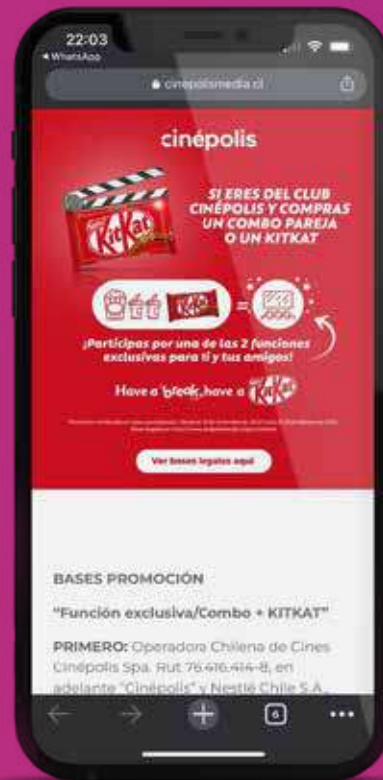 22:03
WhatsApp
cinepolismedia.cl
cinépolis
SI ERES DEL CLUB
CINÉPOLIS Y COMPRAS
UN COMBO PAREJA
O UN KITKAT
KitKat
KitKat
=
¡Participas por una de las 2 funciones
exclusivas para ti y tus amigos!
Have a break, have a KitKat
Ver bases legales aquí
BASES PROMOCIÓN
“Función exclusiva/Combo + KITKAT”
PRIMERO: Operadora Chilena de Cines
Cinépolis Spa. Rut 76.416.414-8, en
adelante “Cinépolis” y Nestlé Chile S.A.,
6